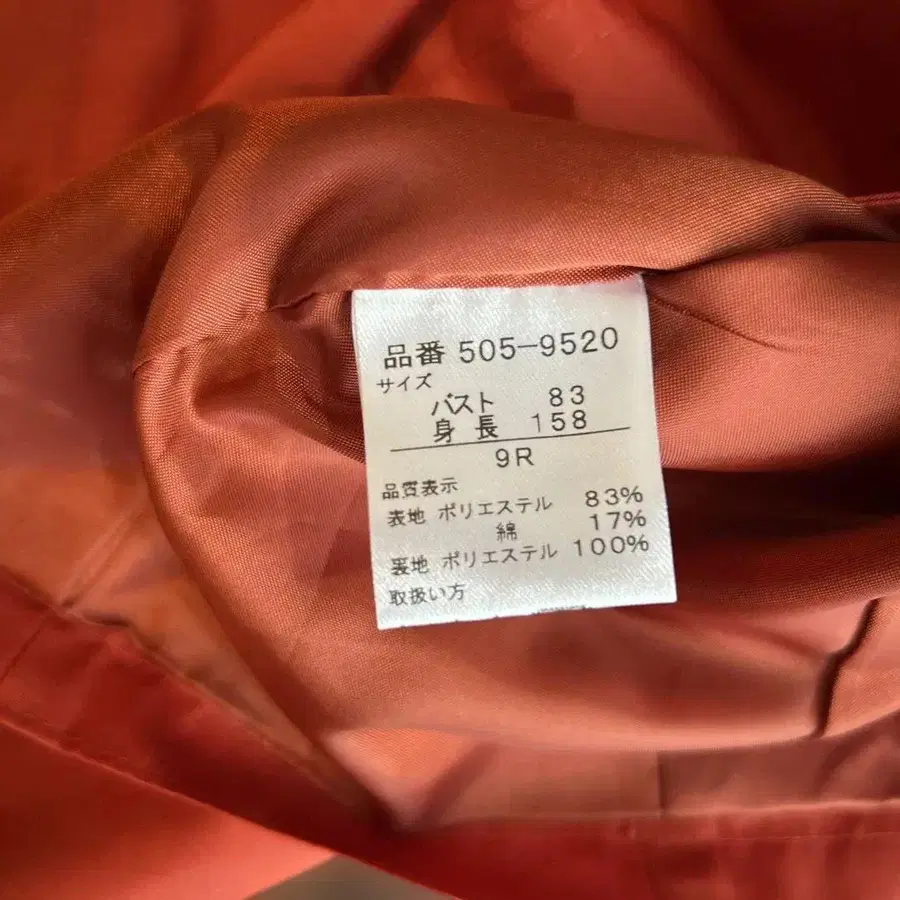 品番 505-9520
サイズ
バスト 83
身長 158
9R
品質表示
表地 ポリエステル 83%
綿 17%
裏地 ポリエステル 100%
取扱い方